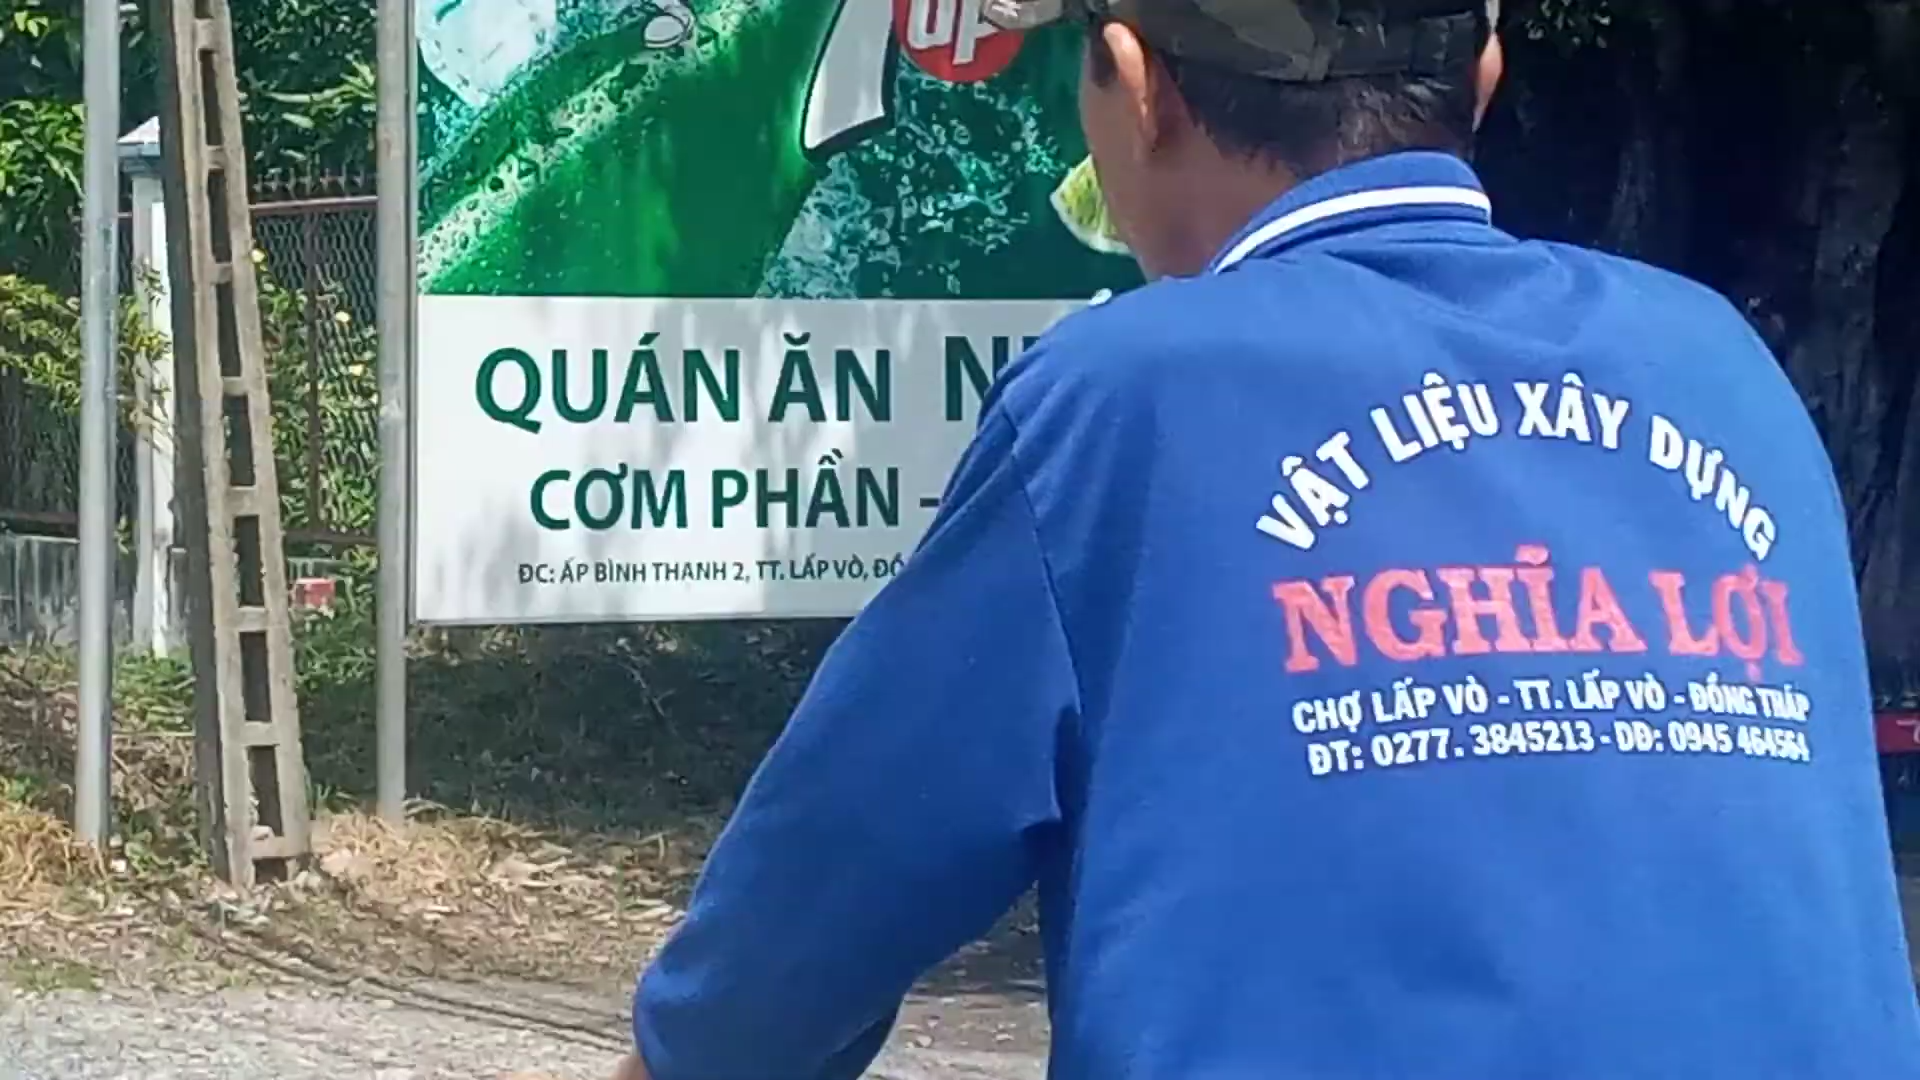 up
QUÁN ĂN
CƠM PHẦN -
ĐC: ẤP BÌNH THẠNH 2, TT. LẤP VÒ,
VẬT LIỆU XÂY DỰNG
NGHĨA LỢI
CHỢ LẤP VÒ - TT. LẤP VÒ - ĐỒNG THÁP
ĐT: 0277. 3845213 - DĐ: 0945 464564